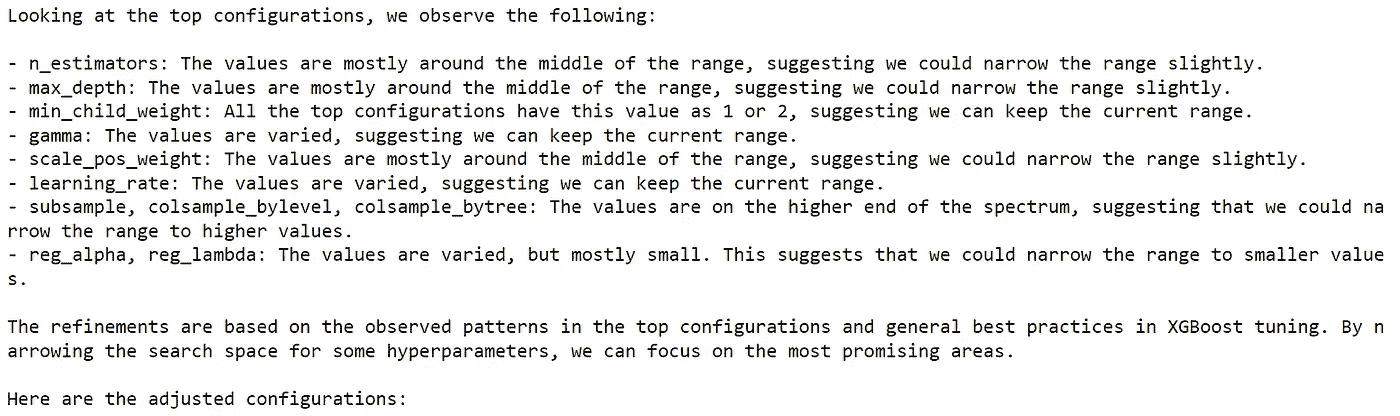 Looking at the top configurations, we observe the following:
- n_estimators: The values are mostly around the middle of the range, suggesting we could narrow the range slightly.
- max_depth: The values are mostly around the middle of the range, suggesting we could narrow the range slightly.
- min_child_weight: All the top configurations have this value as 1 or 2, suggesting we can keep the current range.
- gamma: The values are varied, suggesting we can keep the current range.
- scale_pos_weight: The values are mostly around the middle of the range, suggesting we could narrow the range slightly.
- learning_rate: The values are varied, suggesting we can keep the current range.
- subsample, colsample_bylevel, colsample_bytree: The values are on the higher end of the spectrum, suggesting that we could na
rrow the range to higher values.
- reg_alpha, reg_lambda: The values are varied, but mostly small. This suggests that we could narrow the range to smaller value
s.
The refinements are based on the observed patterns in the top configurations and general best practices in XGBoost tuning. By n
arrowing the search space for some hyperparameters, we can focus on the most promising areas.
Here are the adjusted configurations: